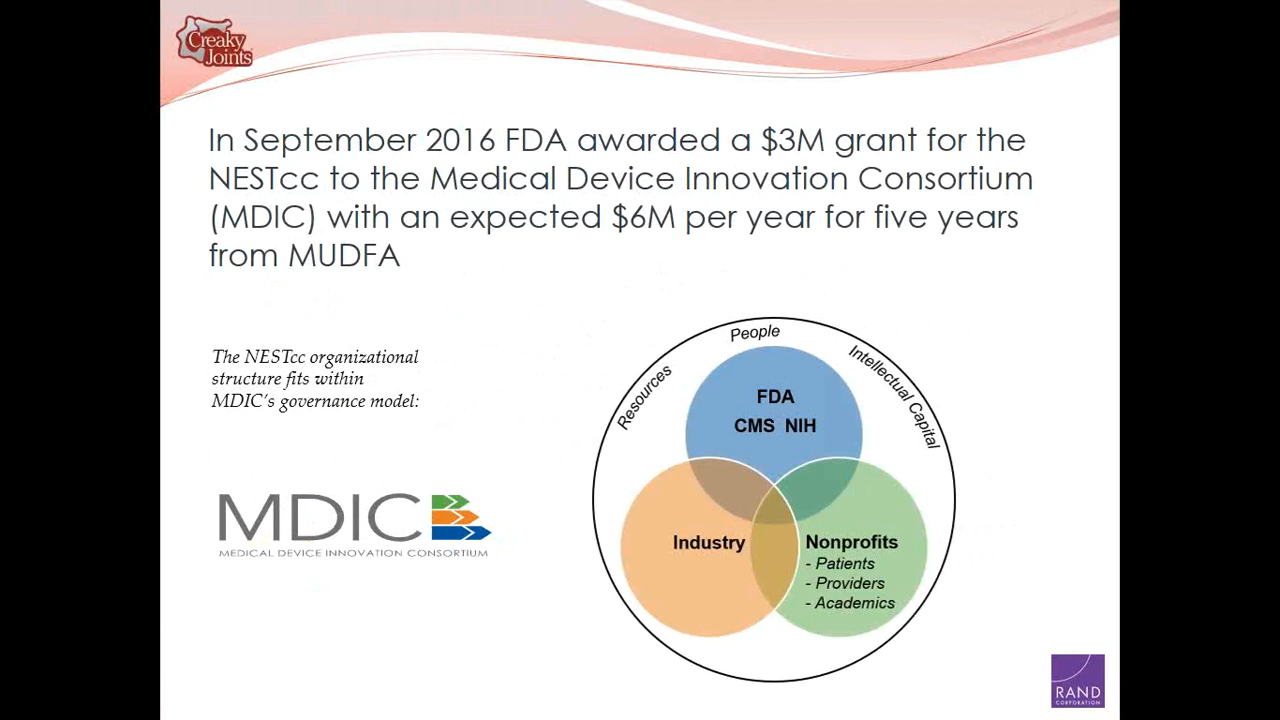 Creaky
Joints
In September 2016 FDA awarded a $3M grant for the
NESTcc to the Medical Device Innovation Consortium
(MDIC) with an expected $6M per year for five years
from MUDFA
The NESTcc organizational
structure fits within
MDIC's governance model:
MDIC
MEDICAL DEVICE INNOVATION CONSORTIUM
People
Resources
Intellectual Capital
FDA
CMS NIH
Industry
Nonprofits
- Patients
- Providers
- Academics
RAND
CORPORATION